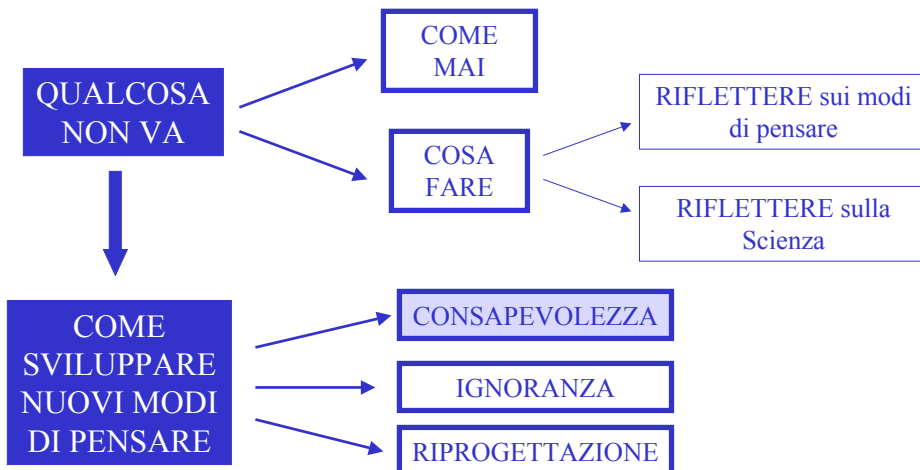 QUALCOSA
NON VA
COME
MAI
COSA
FARE
RIFLETTERE sui modi
di pensare
RIFLETTERE sulla
Scienza
COME
SVILUPPARE
NUOVI MODI
DI PENSARE
CONSAPEVOLEZZA
IGNORANZA
RIPROGETTAZIONE